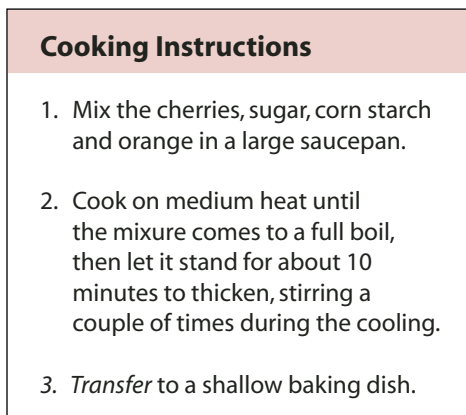 Cooking Instructions
1. Mix the cherries, sugar, corn starch
and orange in a large saucepan.
2. Cook on medium heat until
the mixure comes to a full boil,
then let it stand for about 10
minutes to thicken, stirring a
couple of times during the cooling.
3. Transfer to a shallow baking dish.